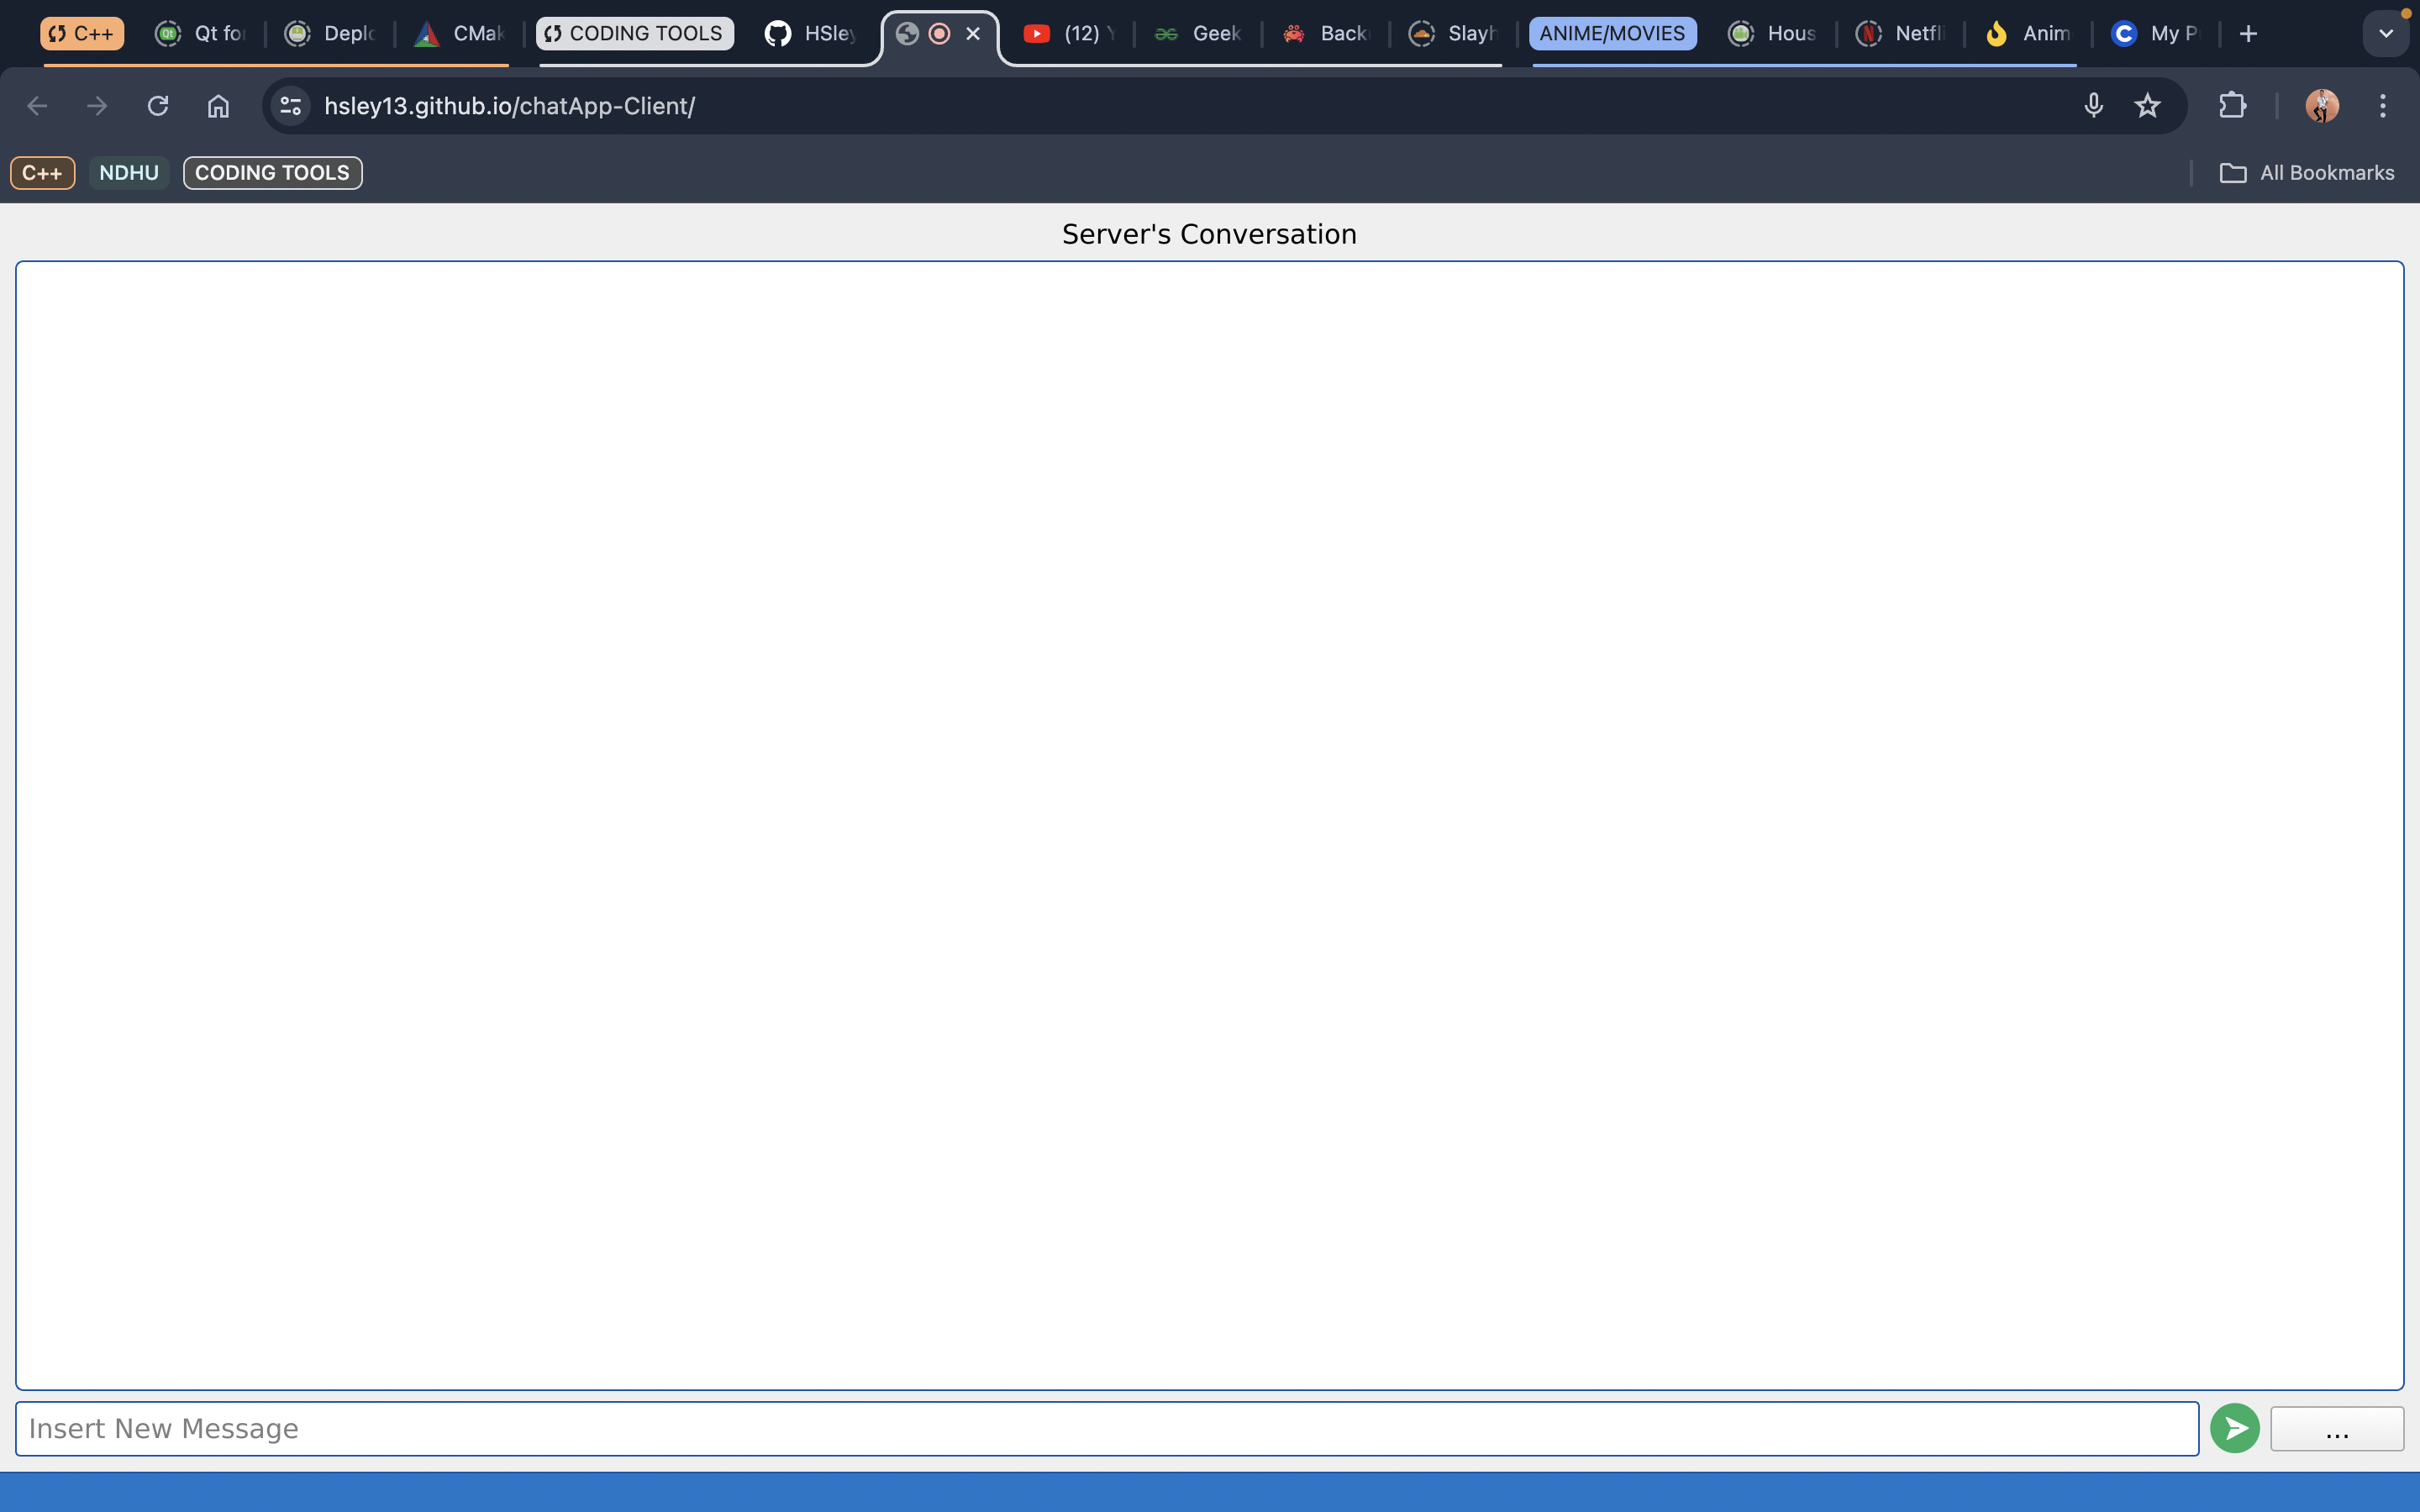 C++ Qt for Deplo CMak CODING TOOLS HSley (12) Y Geek Back Slayh ANIME/MOVIES Hous Netfli Anim My P
hsley13.github.io/chatApp-Client/
C++ NDHU CODING TOOLS All Bookmarks
Server's Conversation
Insert New Message ...